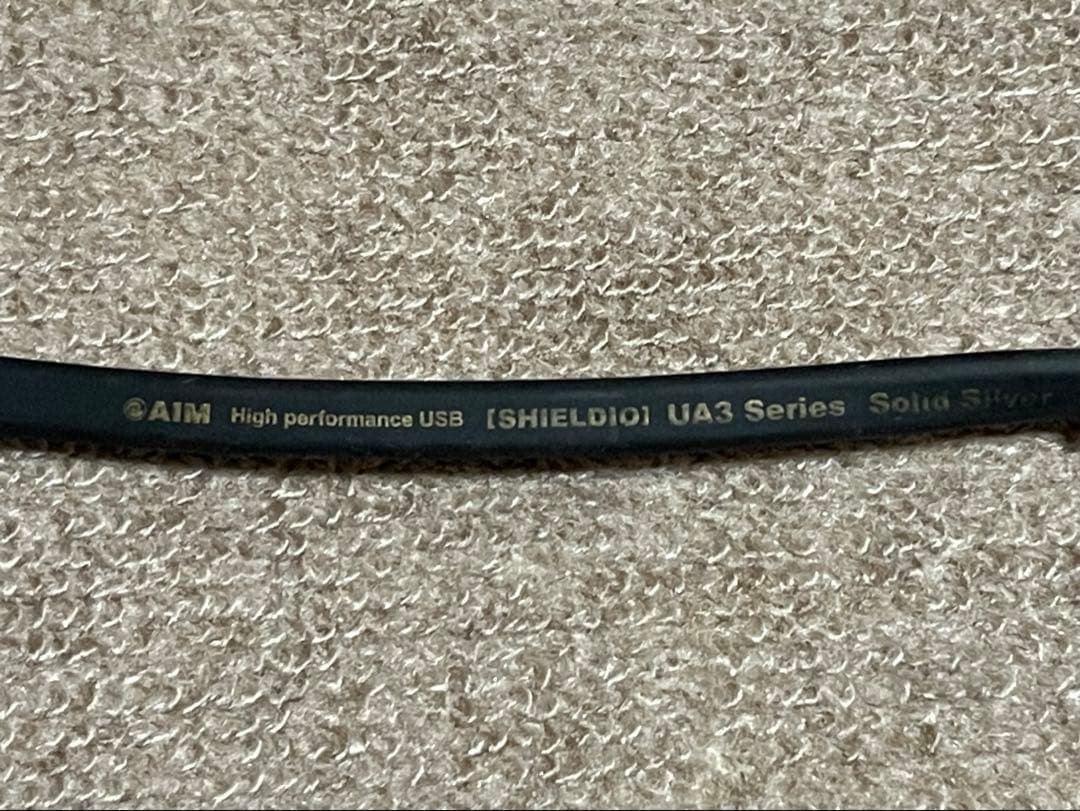 @AIM High performance USB [SHIELDIO] UA3 Series Solid Silver